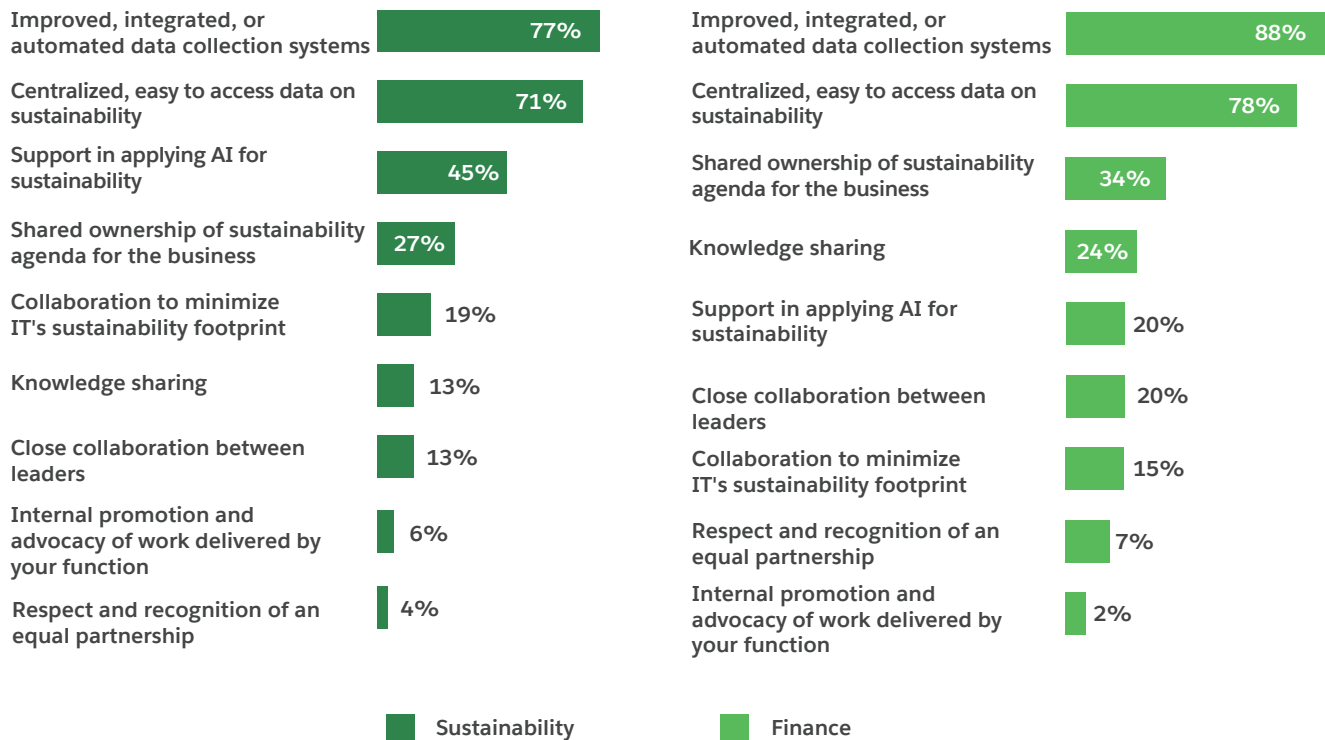 Improved, integrated, or
automated data collection systems
77%
Centralized, easy to access data on
sustainability
71%
Support in applying AI for
sustainability
45%
Shared ownership of sustainability
agenda for the business
27%
Collaboration to minimize
IT's sustainability footprint
19%
Knowledge sharing
13%
Close collaboration between
leaders
13%
Internal promotion and
advocacy of work delivered by
your function
6%
Respect and recognition of an
equal partnership
4%
Improved, integrated, or
automated data collection systems
88%
Centralized, easy to access data on
sustainability
78%
Shared ownership of sustainability
agenda for the business
34%
Knowledge sharing
24%
Support in applying AI for
sustainability
20%
Close collaboration between
leaders
20%
Collaboration to minimize
IT's sustainability footprint
15%
Respect and recognition of an
equal partnership
7%
Internal promotion and
advocacy of work delivered by
your function
2%
Sustainability
Finance